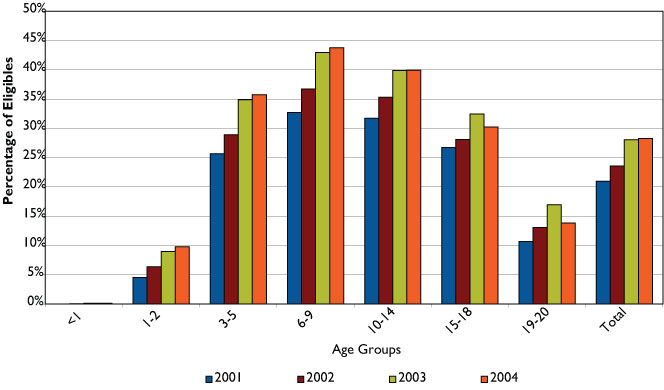 50%
45%
40%
35%
30%
25%
20%
15%
10%
5%
0%
Percentage of Eligibles
<1 1-2 3-5 6-9 10-14 15-18 19-20 Total
Age Groups
2001 2002 2003 2004